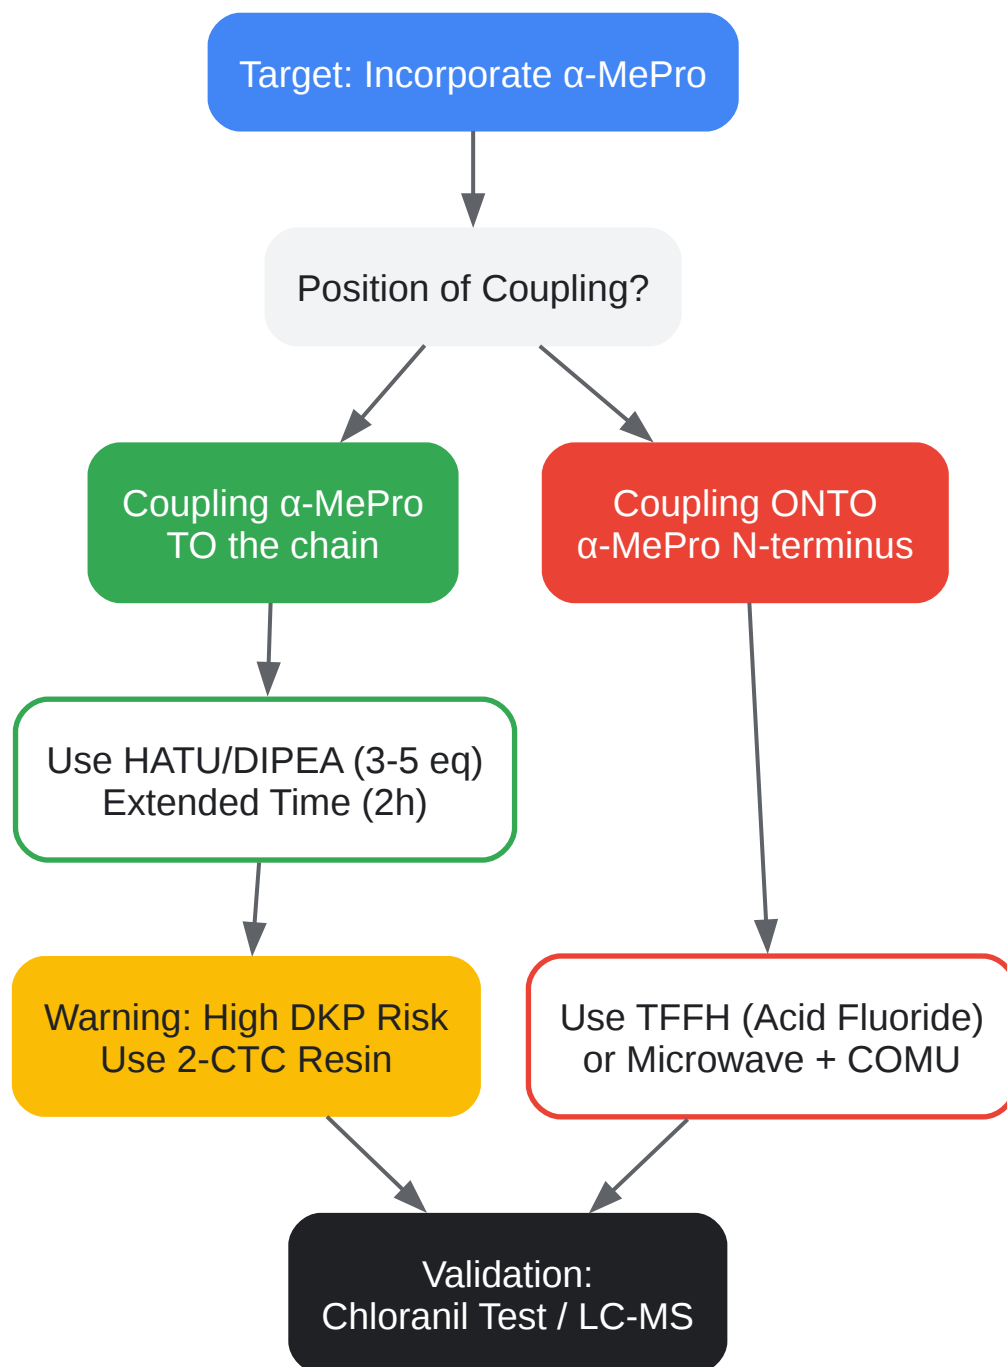 Target: Incorporate α-MePro
Position of Coupling?
Coupling α-MePro
TO the chain
Coupling ONTO
α-MePro N-terminus
Use HATU/DIPEA (3-5 eq)
Extended Time (2h)
Warning: High DKP Risk
Use 2-CTC Resin
Use TFFH (Acid Fluoride)
or Microwave + COMU
Validation:
Chloranil Test / LC-MS